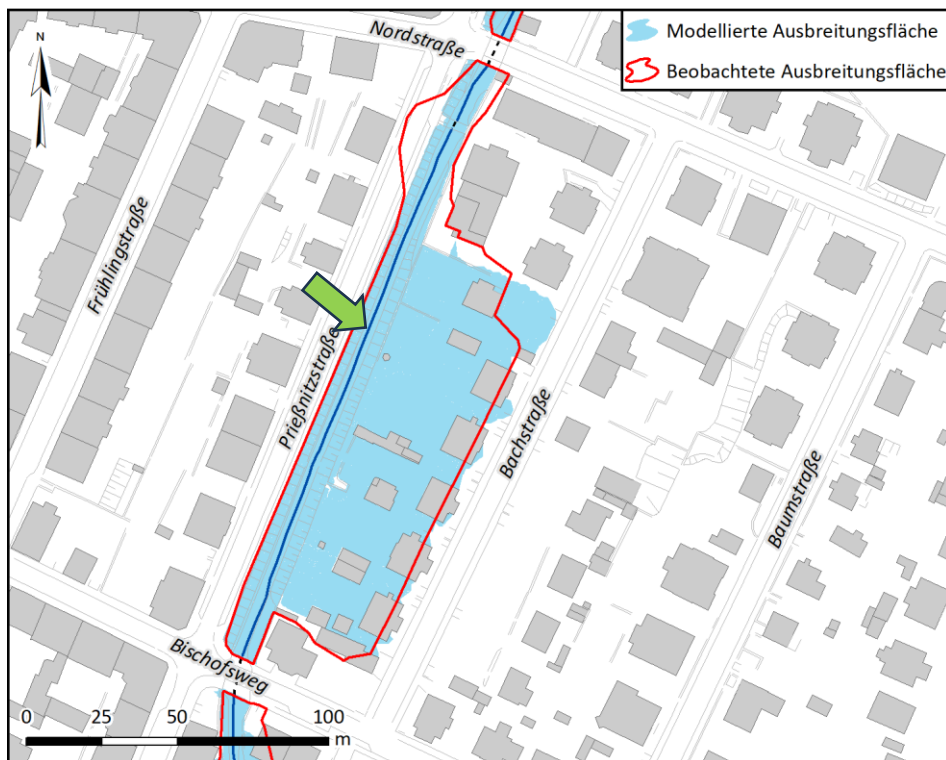 Modellierte Ausbreitungsfläche
Beobachtete Ausbreitungsfläche
N
Nordstraße
Frühlingstraße
Prießnitzstraße
Bachstraße
Baumstraße
Bischofsweg
0 25 50 100
m